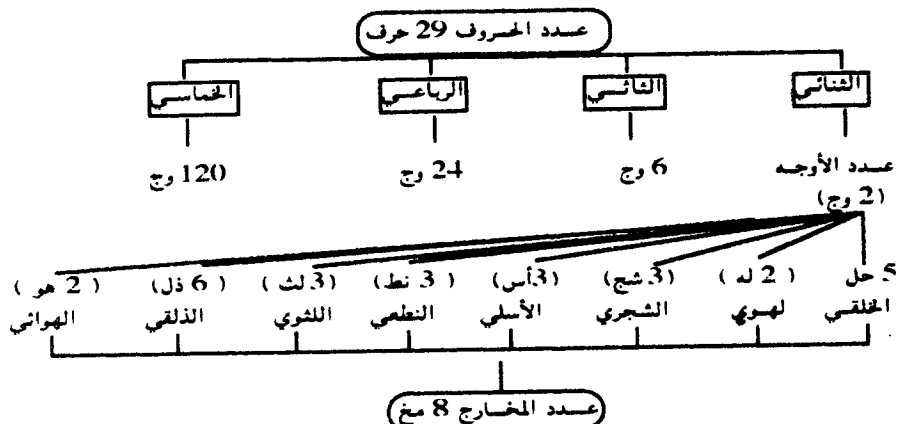 عدد الحروف 29 حرف
الثنائي الثاثي الرباعي الخماسي
عدد الأوجه 6 وج 24 وج 120 وج
(2 وج)
5 حل (2 له) (3 شج) (3أس) (3 نط) (3 لث) (6 ذل) (2 هو)
الخلقي لهوي الشجري الأسلي النطعي اللثوي الذلقي الهوائي
عدد المخارج 8 مخ